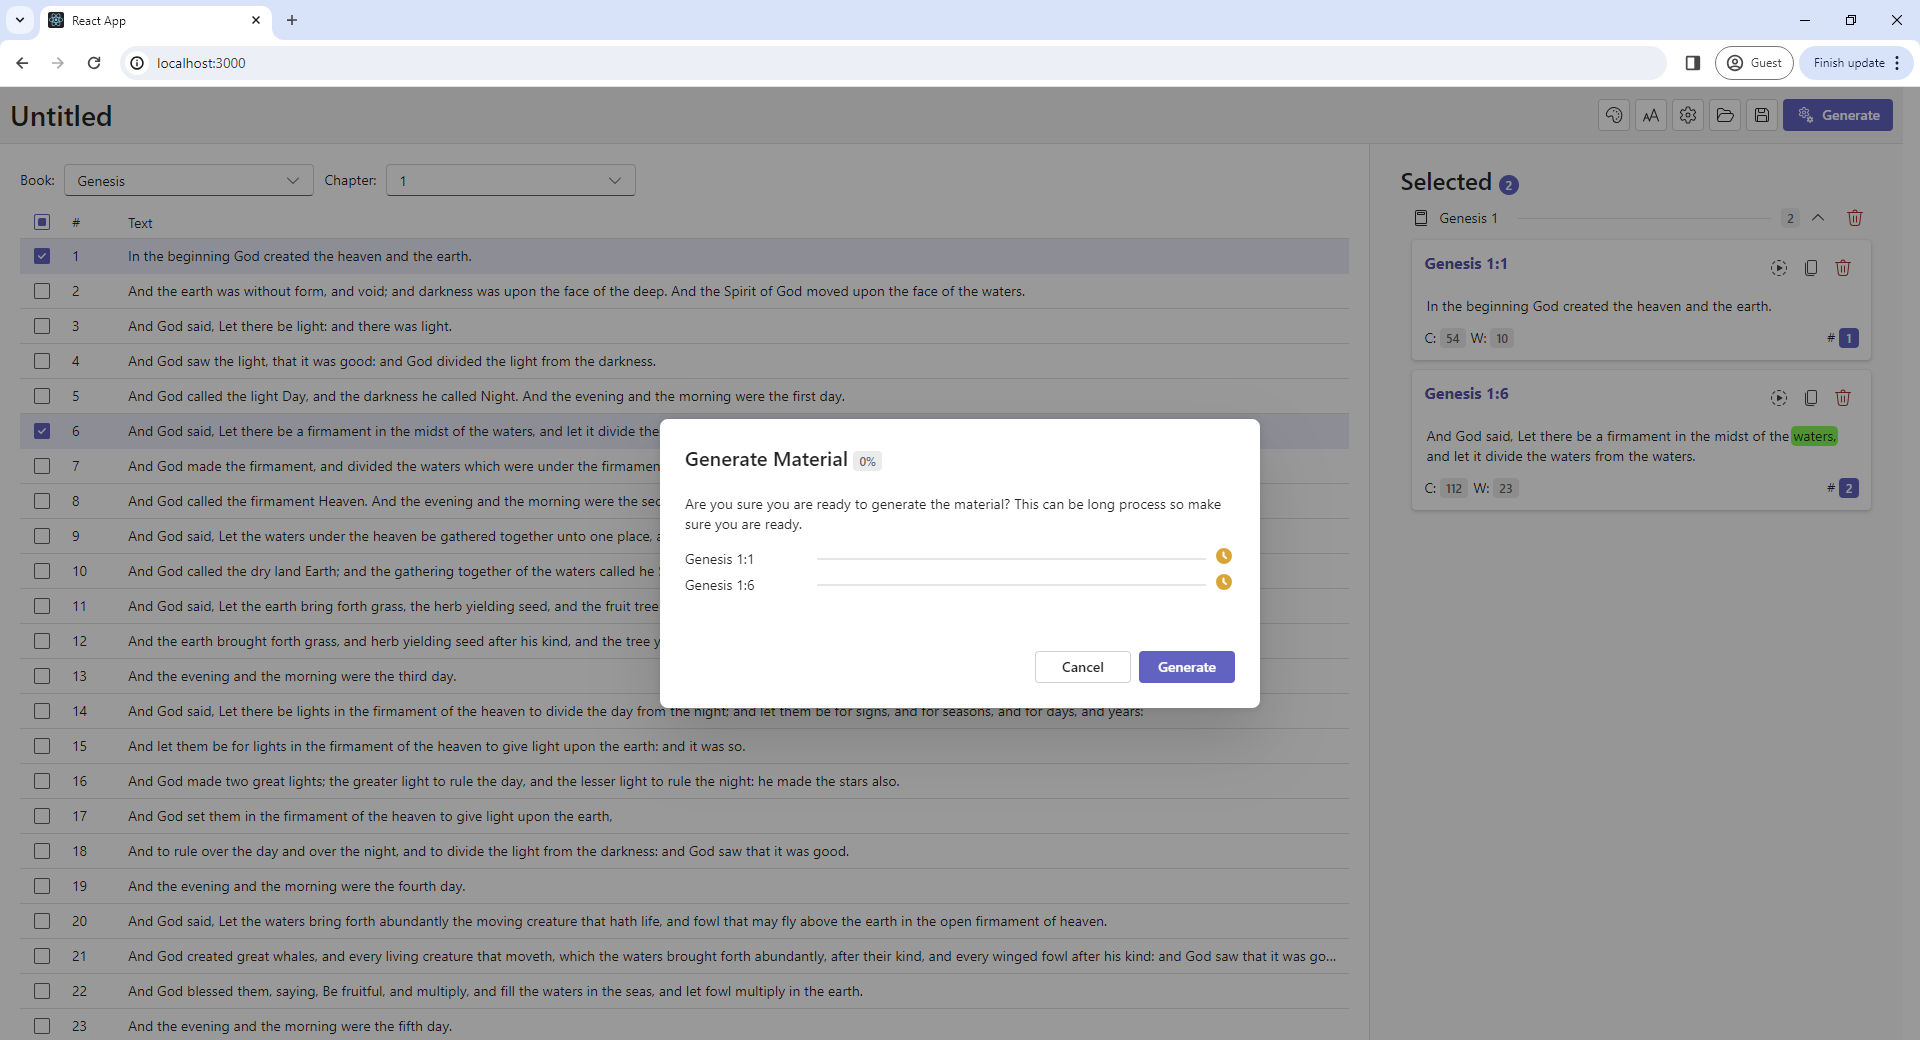 React App
localhost:3000
Guest
Finish update
Untitled
AA
Generate
Book:
Genesis
Chapter:
1
# Text
1 In the beginning God created the heaven and the earth.
2 And the earth was without form, and void; and darkness was upon the face of the deep. And the Spirit of God moved upon the face of the waters.
3 And God said, Let there be light: and there was light.
4 And God saw the light, that it was good: and God divided the light from the darkness.
5 And God called the light Day, and the darkness he called Night. And the evening and the morning were the first day.
6 And God said, Let there be a firmament in the midst of the waters, and let it divide the
7 And God made the firmament, and divided the waters which were under the
8 And God called the firmament Heaven. And the evening and the morning were the
9 And God said, Let the waters under the heaven be gathered together unto one place,
10 And God called the dry land Earth; and the gathering together of the waters called he
11 And God said, Let the earth bring forth grass, the herb yielding seed, and the fruit tree
12 And the earth brought forth grass, and herb yielding seed after his kind, and the tree
13 And the evening and the morning were the third day.
14 And God said, Let there be lights in the firmament of the heaven to divide the day from the night; and let them be for signs, and for seasons, and for days, and years:
15 And let them be for lights in the firmament of the heaven to give light upon the earth: and it was so.
16 And God made two great lights; the greater light to rule the day, and the lesser light to rule the night: he made the stars also.
17 And God set them in the firmament of the heaven to give light upon the earth,
18 And to rule over the day and over the night, and to divide the light from the darkness: and God saw that it was good.
19 And the evening and the morning were the fourth day.
20 And God said, Let the waters bring forth abundantly the moving creature that hath life, and fowl that may fly above the earth in the open firmament of heaven.
21 And God created great whales, and every living creature that moveth, which the waters brought forth abundantly, after their kind, and every winged fowl after his kind: and God saw that it was go...
22 And God blessed them, saying, Be fruitful, and multiply, and fill the waters in the seas, and let fowl multiply in the earth.
23 And the evening and the morning were the fifth day.
Generate Material 0%
Are you sure you are ready to generate the material? This can be long process so make
sure you are ready.
Genesis 1:1
Genesis 1:6
Cancel
Generate
Selected 2
Genesis 1 2
Genesis 1:1
In the beginning God created the heaven and the earth.
C: 54 W: 10 # 1
Genesis 1:6
And God said, Let there be a firmament in the midst of the waters,
and let it divide the waters from the waters.
C: 112 W: 23 # 2